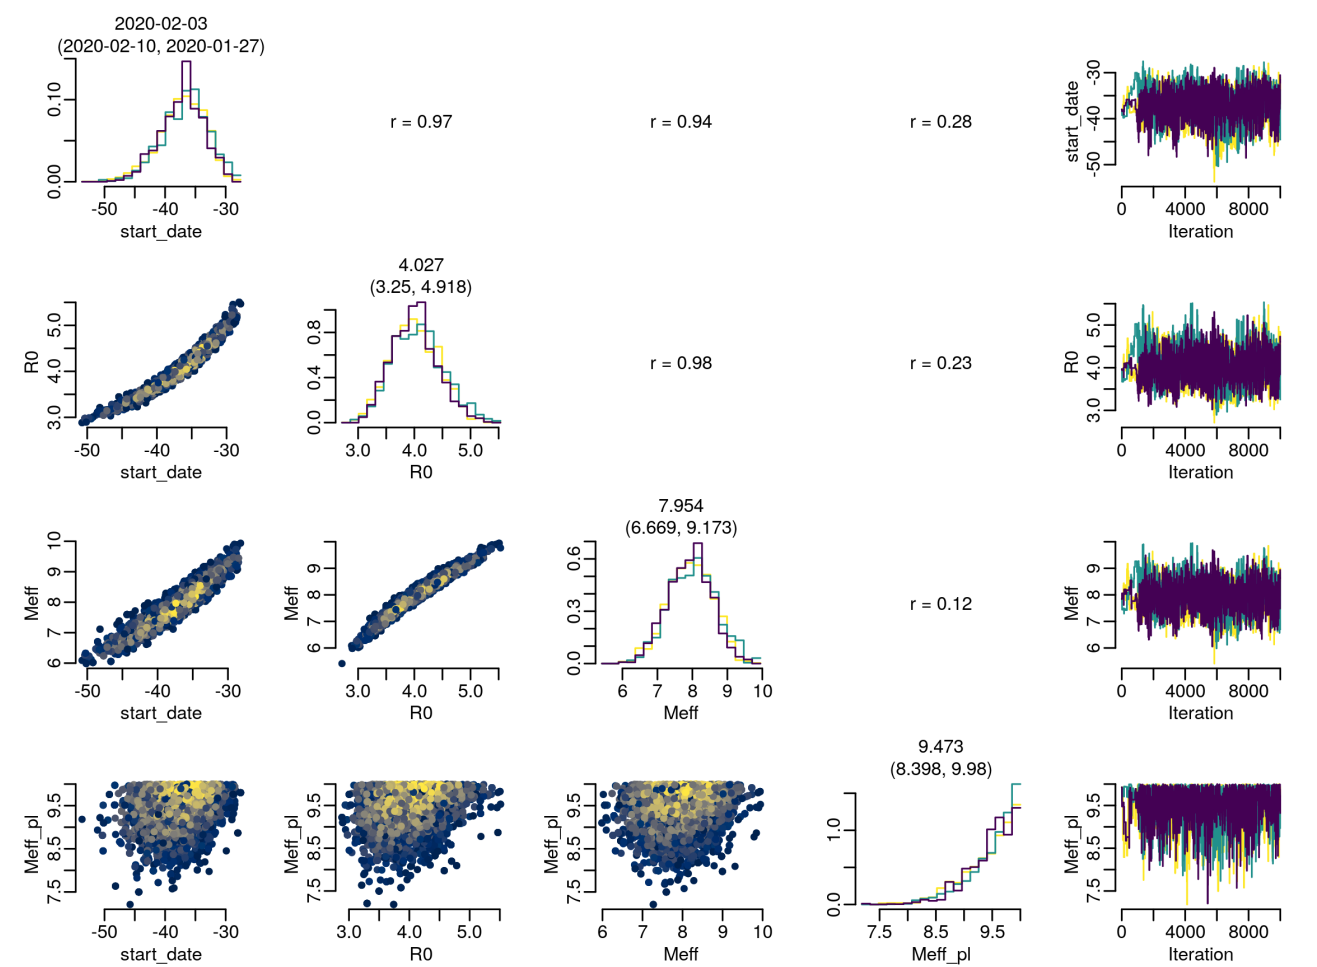 2020-02-03
(2020-02-10, 2020-01-27)
0.00 0.10
-50 -40 -30
start_date
r = 0.97
r = 0.94
r = 0.28
start_date
-50 -40 -30
0 4000 8000
Iteration
R0
3.0 4.0 5.0
-50 -40 -30
start_date
4.027
(3.25, 4.918)
0.0 0.4 0.8
3.0 4.0 5.0
R0
r = 0.98
r = 0.23
R0
3.0 4.0 5.0
0 4000 8000
Iteration
Meff
6 7 8 9 10
-50 -40 -30
start_date
Meff
6 7 8 9
3.0 4.0 5.0
R0
7.954
(6.669, 9.173)
0.0 0.3 0.6
6 7 8 9 10
Meff
r = 0.12
Meff
6 7 8 9
0 4000 8000
Iteration
Meff_pl
7.5 8.5 9.5
-50 -40 -30
start_date
Meff_pl
7.5 8.5 9.5
3.0 4.0 5.0
R0
Meff_pl
7.5 8.5 9.5
6 7 8 9 10
Meff
9.473
(8.398, 9.98)
0.0 1.0
7.5 8.5 9.5
Meff_pl
Meff_pl
7.5 8.5 9.5
0 4000 8000
Iteration